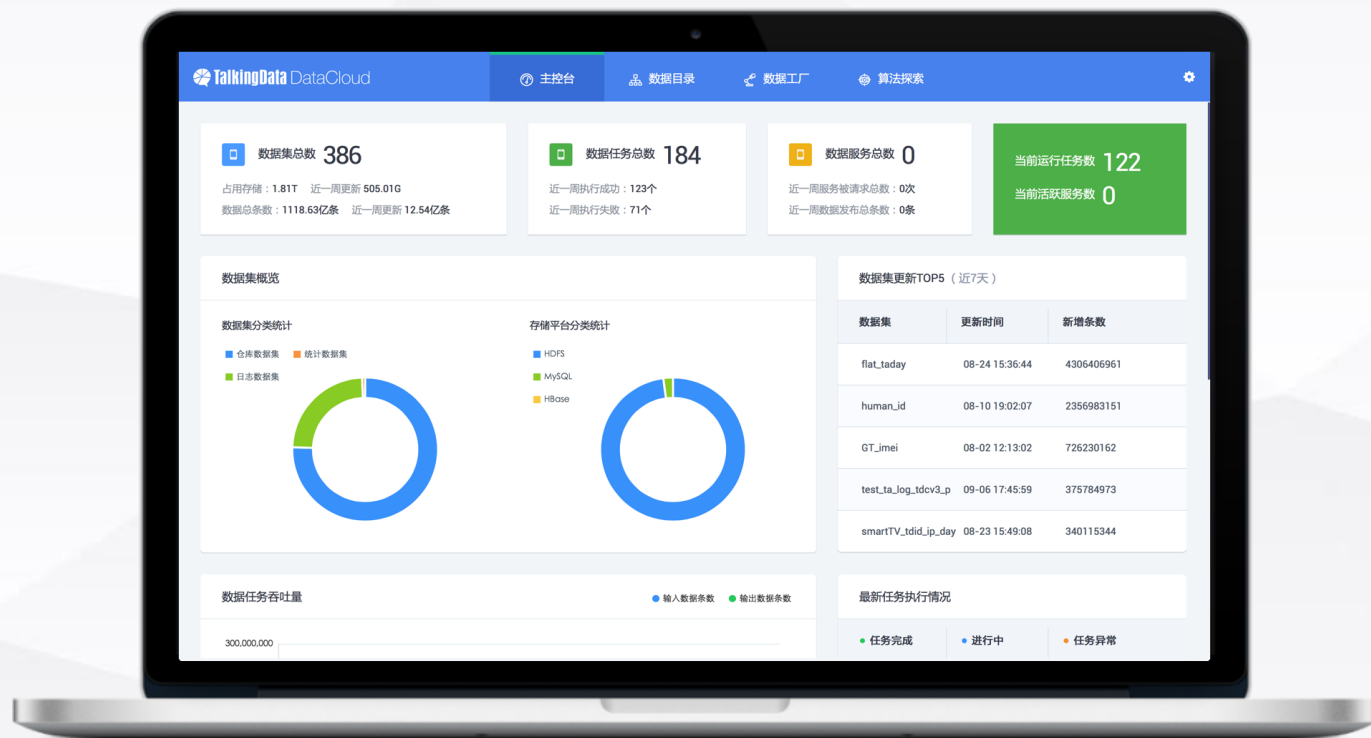 TalkingData DataCloud
主控台
数据目录
数据工厂
算法探索
数据集总数 386
占用存储：1.81T 近一周更新 505.01G
数据总条数：1118.63亿条 近一周更新 12.54亿条
数据任务总数 184
近一周执行成功：123个
近一周执行失败：71个
数据服务总数 0
近一周服务被请求总数：0次
近一周数据发布总条数：0条
当前运行任务数 122
当前活跃服务数 0
数据集概览
数据集分类统计
仓库数据集 统计数据集
日志数据集
存储平台分类统计
HDFS
MySQL
HBase
数据集更新TOP5（近7天）
数据集 更新时间 新增条数
flat_taday 08-24 15:36:44 4306406961
human_id 08-10 19:02:07 2356983151
GT_imei 08-02 12:13:02 726230162
test_ta_log_tdcv3_p 09-06 17:45:59 375784973
smartTV_tdid_ip_day 08-23 15:49:08 340115344
数据任务吞吐量
输入数据条数 输出数据条数
300,000,000
最新任务执行情况
任务完成 进行中 任务异常